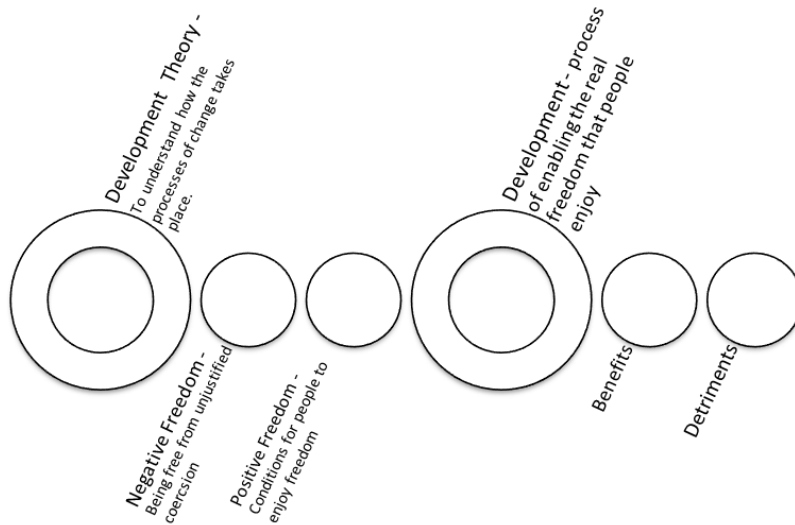 Development Theory -
To understand how the
processes of change takes
place.
Negative Freedom -
Being free from unjustified
coercsion
Positive Freedom -
Conditions for people to
enjoy freedom
Development - process
of enabling the real
freedom that people
enjoy
Benefits
Detriments